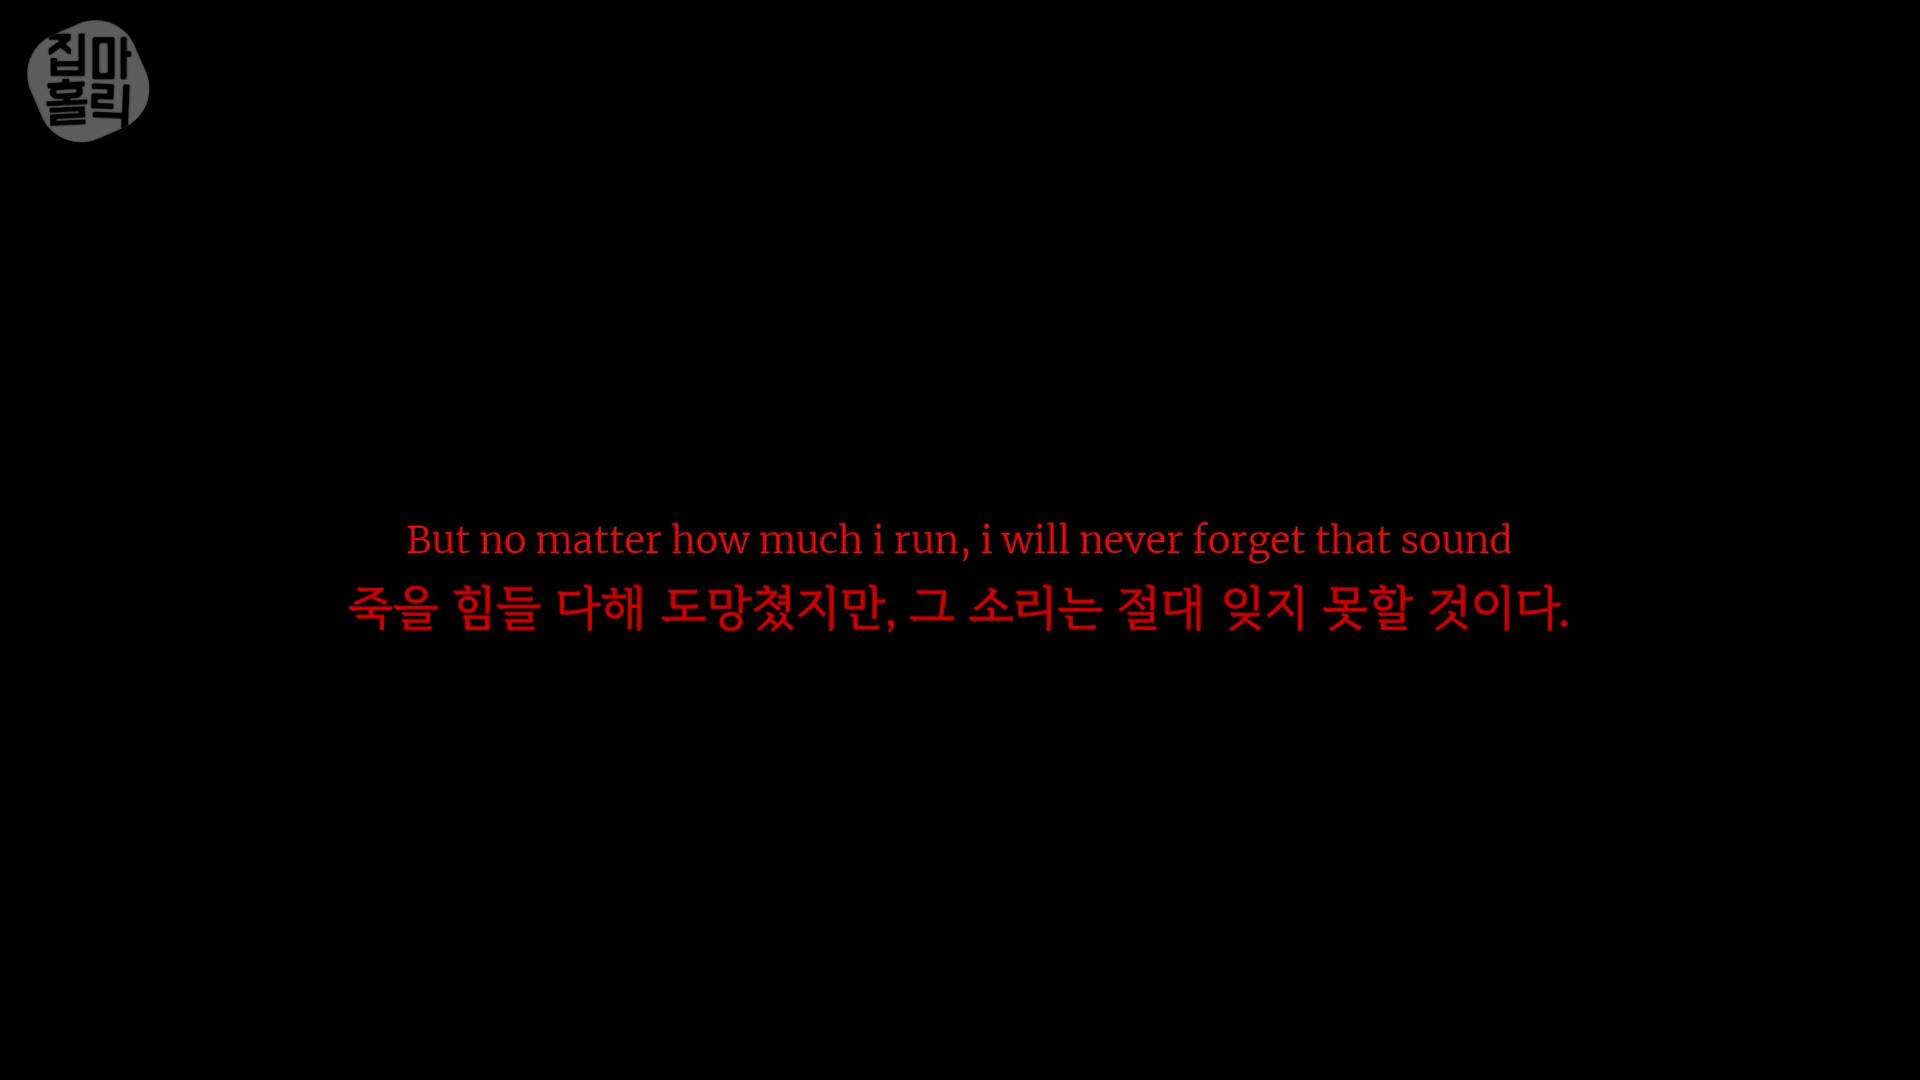 집마
홀릭
But no matter how much i run, i will never forget that sound
죽을 힘들 다해 도망쳤지만, 그 소리는 절대 잊지 못할 것이다.